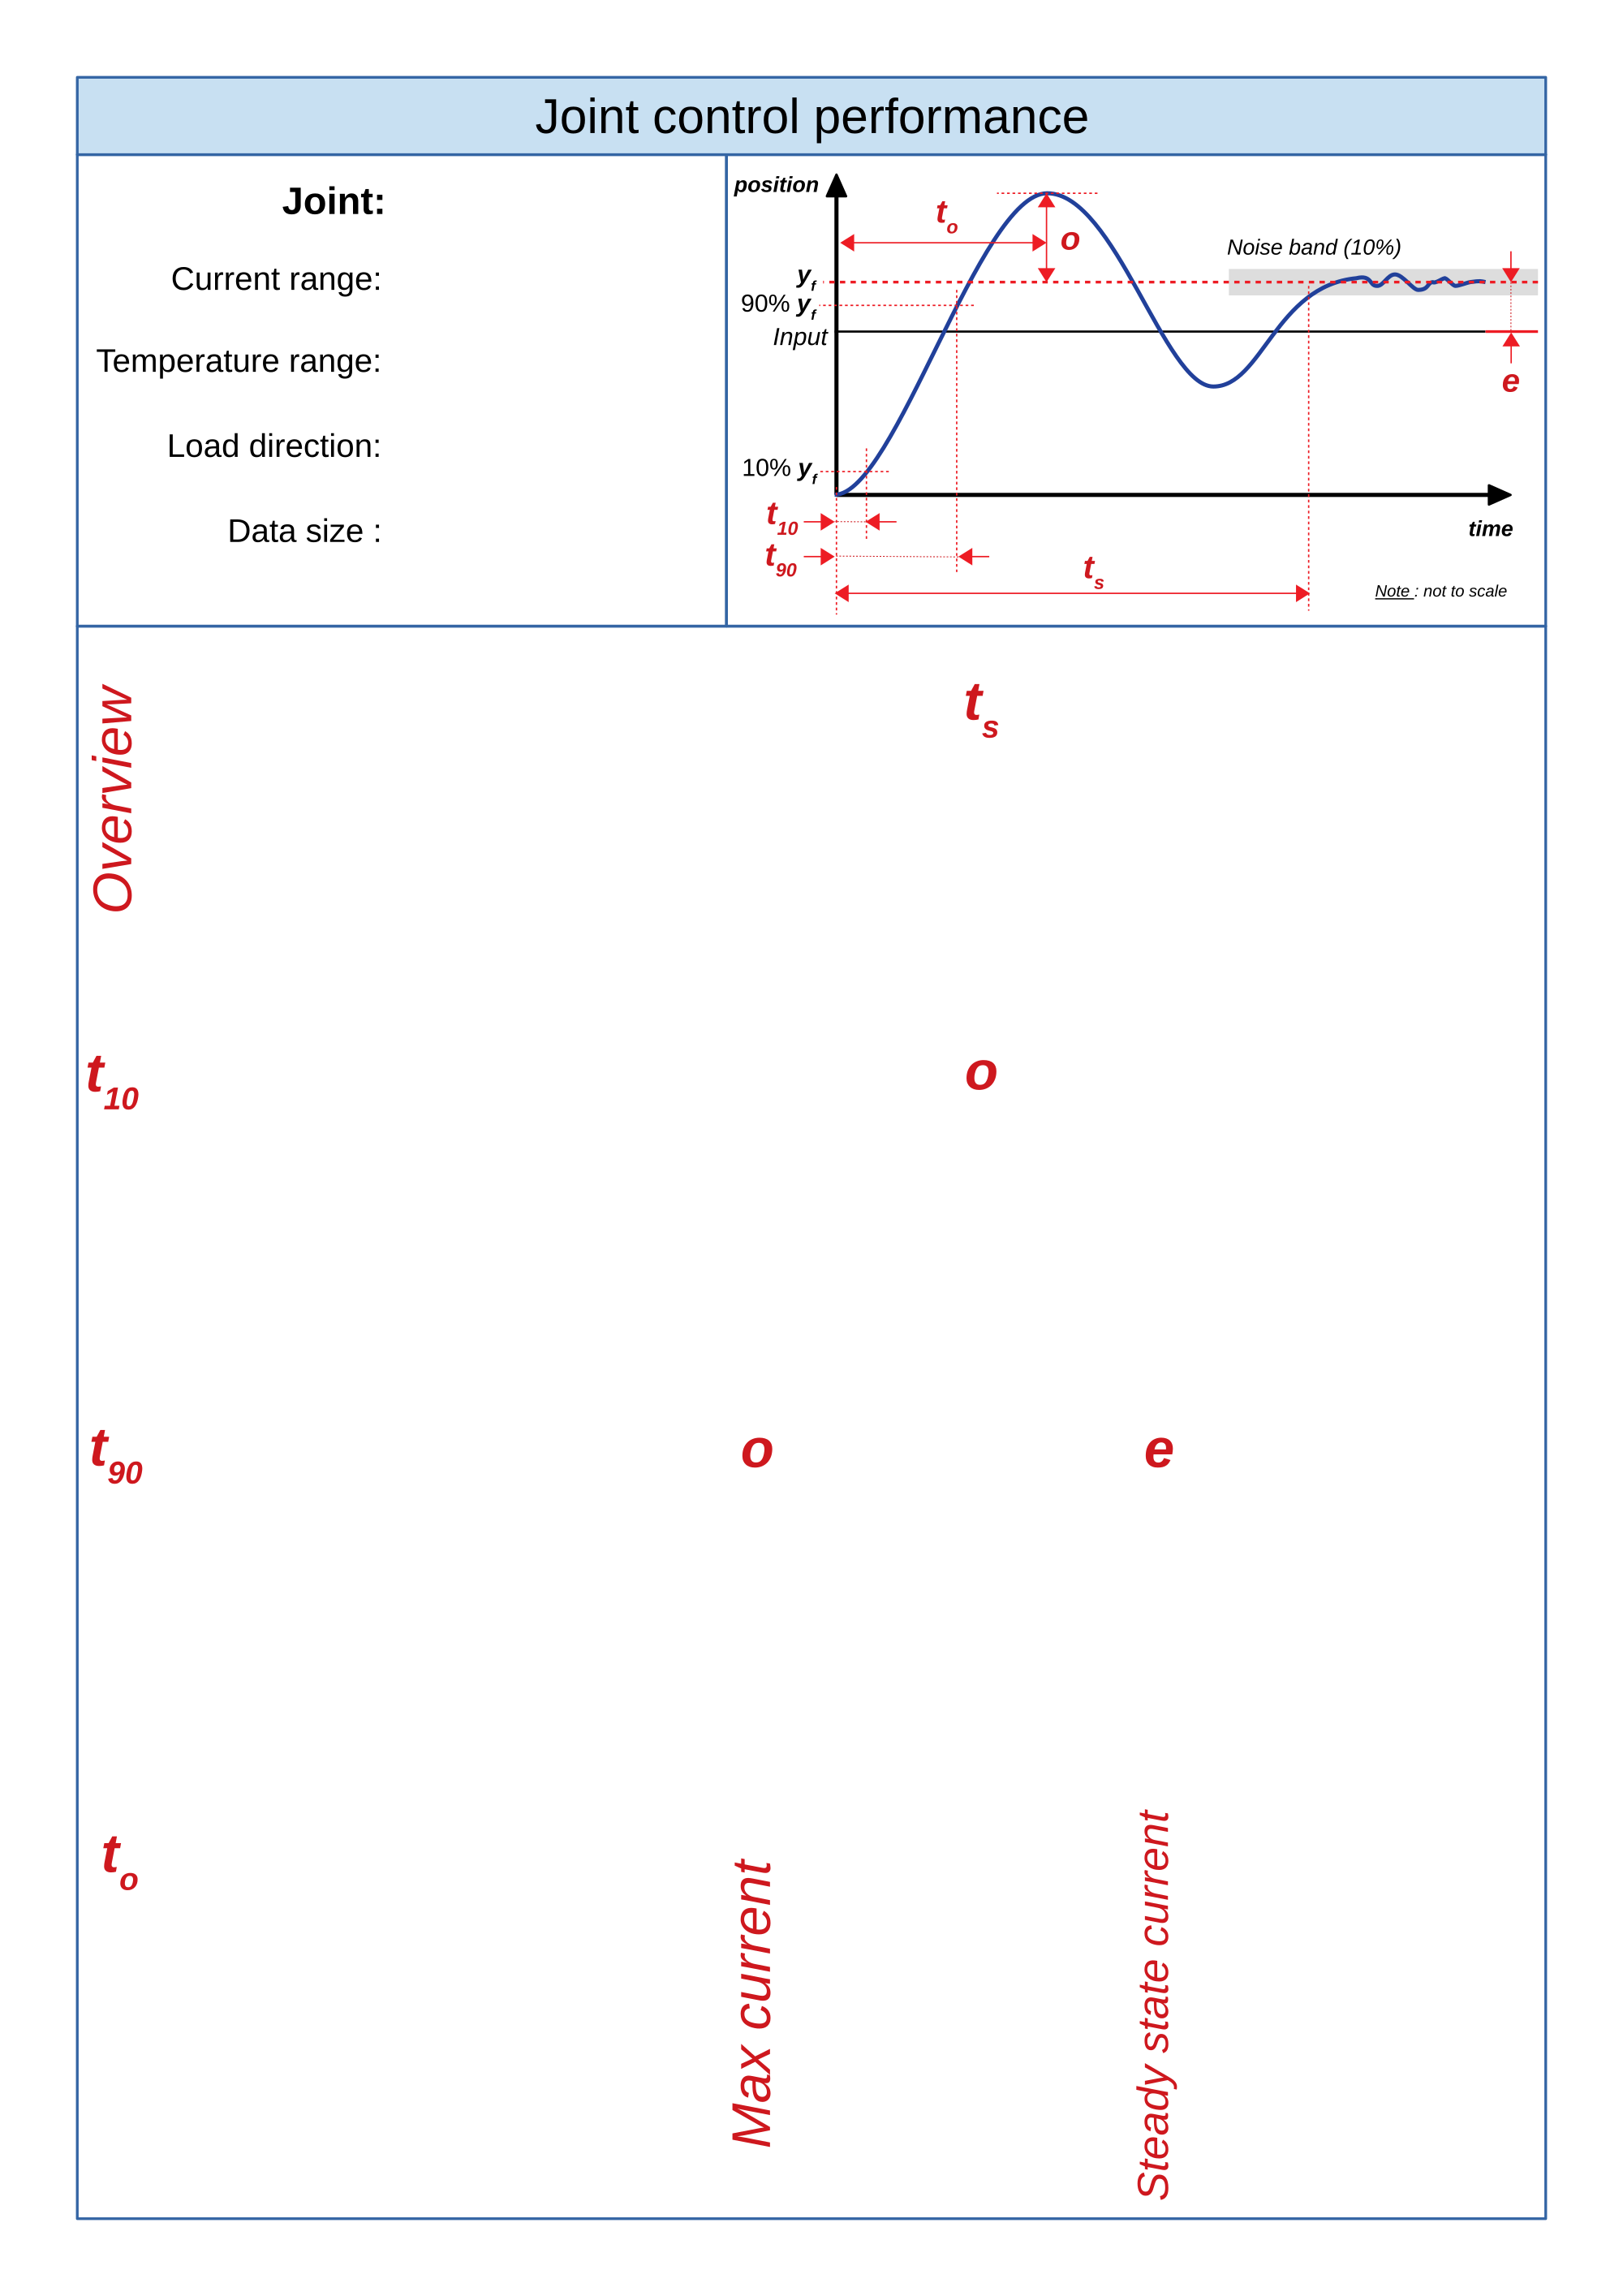 Joint control performance
Joint:
Current range:
Temperature range:
Load direction:
Data size :
position
to
o
Noise band (10%)
yf
90% yf
Input
e
10% yf
time
t10
t90
ts
Note : not to scale
Overview
ts
t10
o
t90
o
e
to
Max current
Steady state current